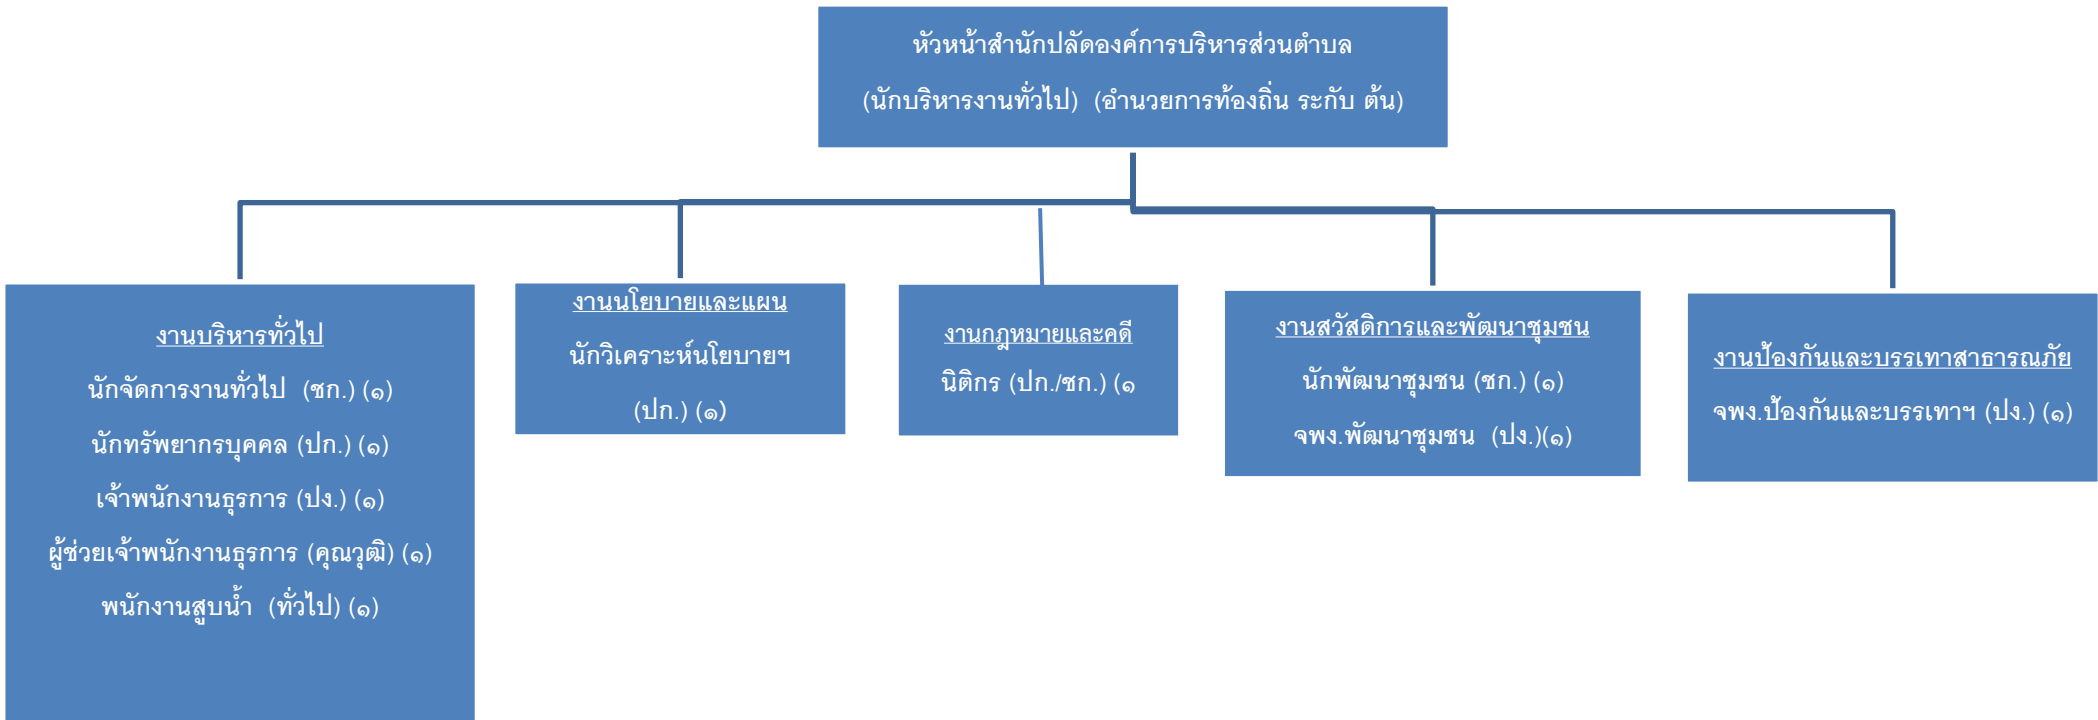 หัวหน้าสำนักปลัดองค์การบริหารส่วนตำบล
(นักบริหารงานทั่วไป) (อำนวยการท้องถิ่น ระกับ ต้น)
งานบริหารทั่วไป
นักจัดการงานทั่วไป (ชก.) (๑)
นักทรัพยากรบุคคล (ปก.) (๑)
เจ้าพนักงานธุรการ (ปง.) (๑)
ผู้ช่วยเจ้าพนักงานธุรการ (คุณวุฒิ) (๑)
พนักงานสูบน้ำ (ทั่วไป) (๑)
งานนโยบายและแผน
นักวิเคราะห์นโยบายฯ
(ปก.) (๑)
งานกฎหมายและคดี
นิติกร (ปก./ชก.) (๑
งานสวัสดิการและพัฒนาชุมชน
นักพัฒนาชุมชน (ชก.) (๑)
จพง.พัฒนาชุมชน (ปง.)(๑)
งานป้องกันและบรรเทาสาธารณภัย
จพง.ป้องกันและบรรเทาฯ (ปง.) (๑)